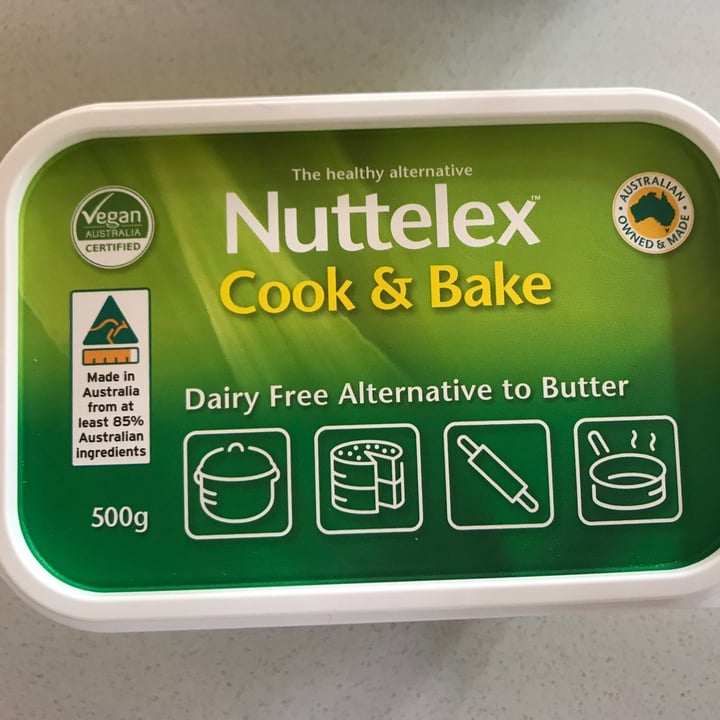 The healthy alternative
Nuttelex™
Cook & Bake
Vegan
AUSTRALIA
CERTIFIED
AUSTRALIAN
OWNED & MADE
Made in
Australia
from at
least 85%
Australian
ingredients
Dairy Free Alternative to Butter
500g